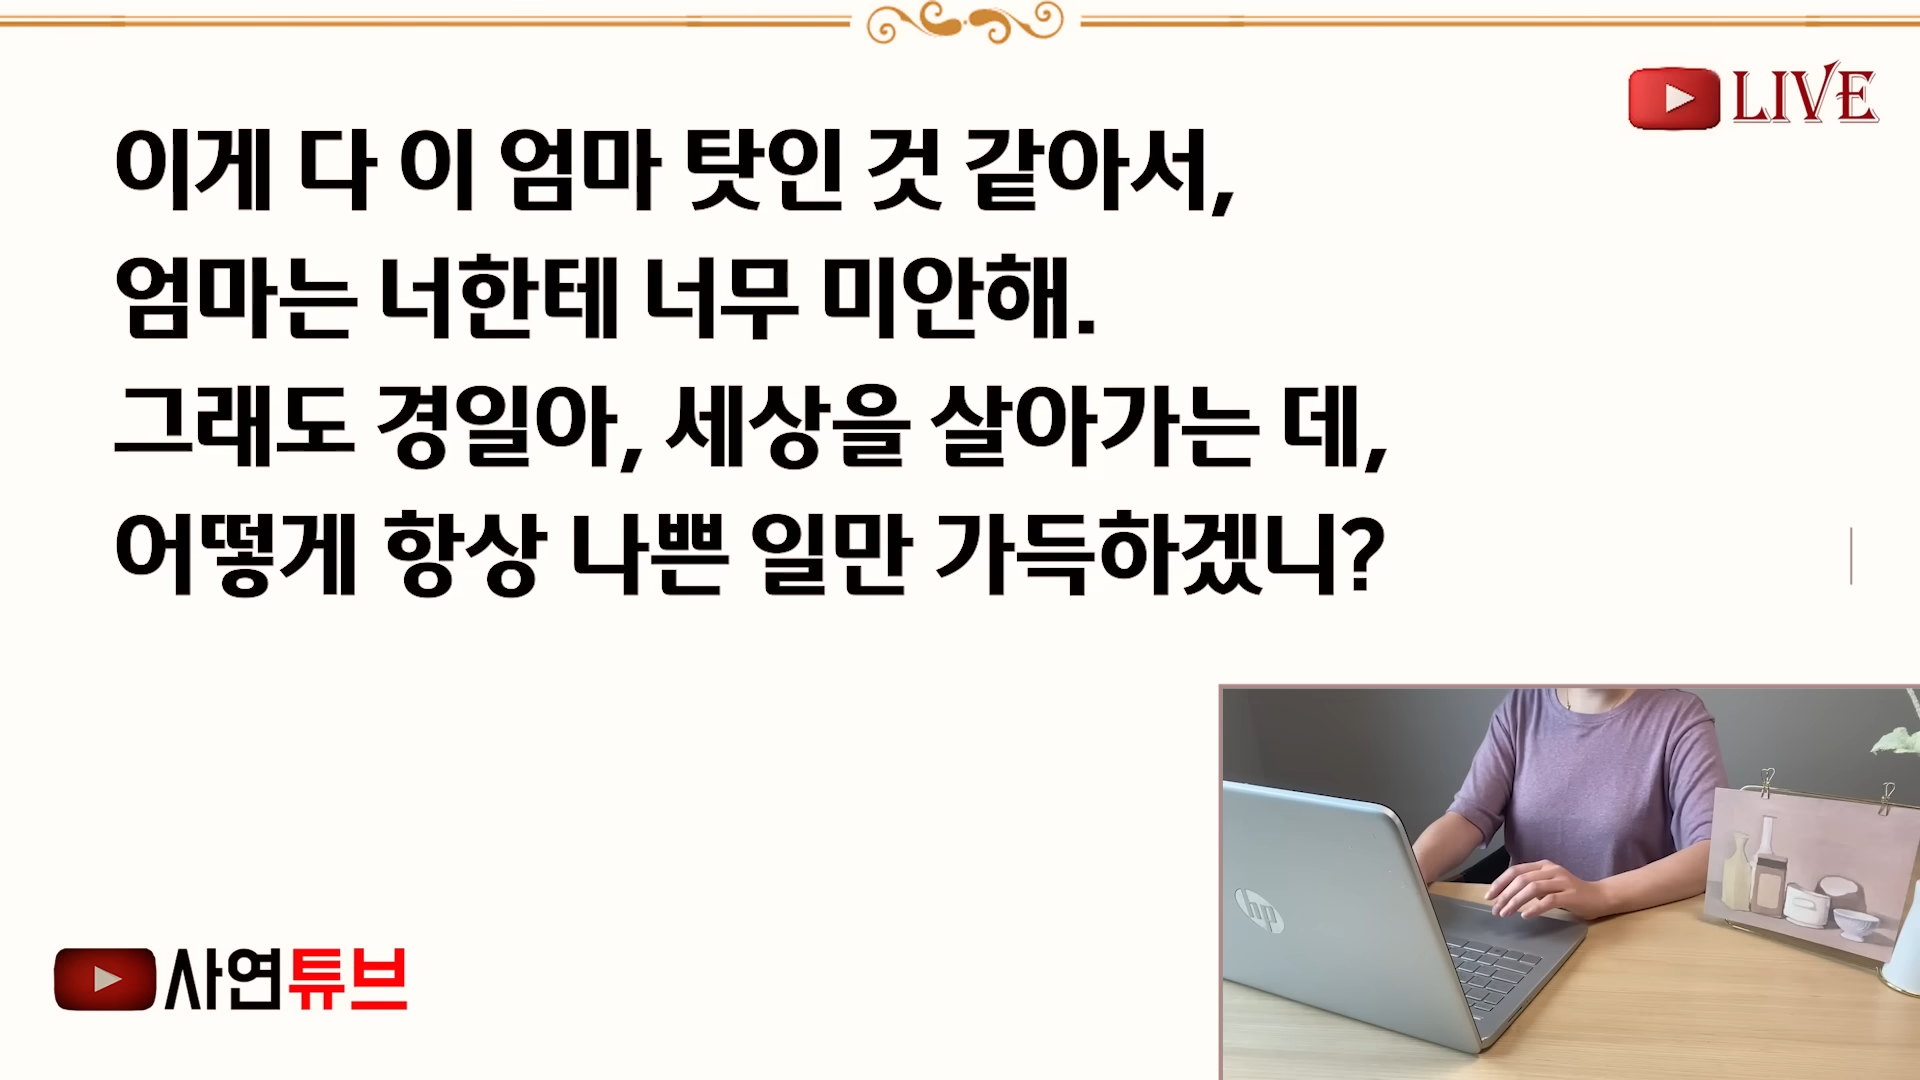 LIVE
이게 다 이 엄마 탓인 것 같아서,
엄마는 너한테 너무 미안해.
그래도 경일아, 세상을 살아가는 데,
어떻게 항상 나쁜 일만 가득하겠니?
hp
사연튜브